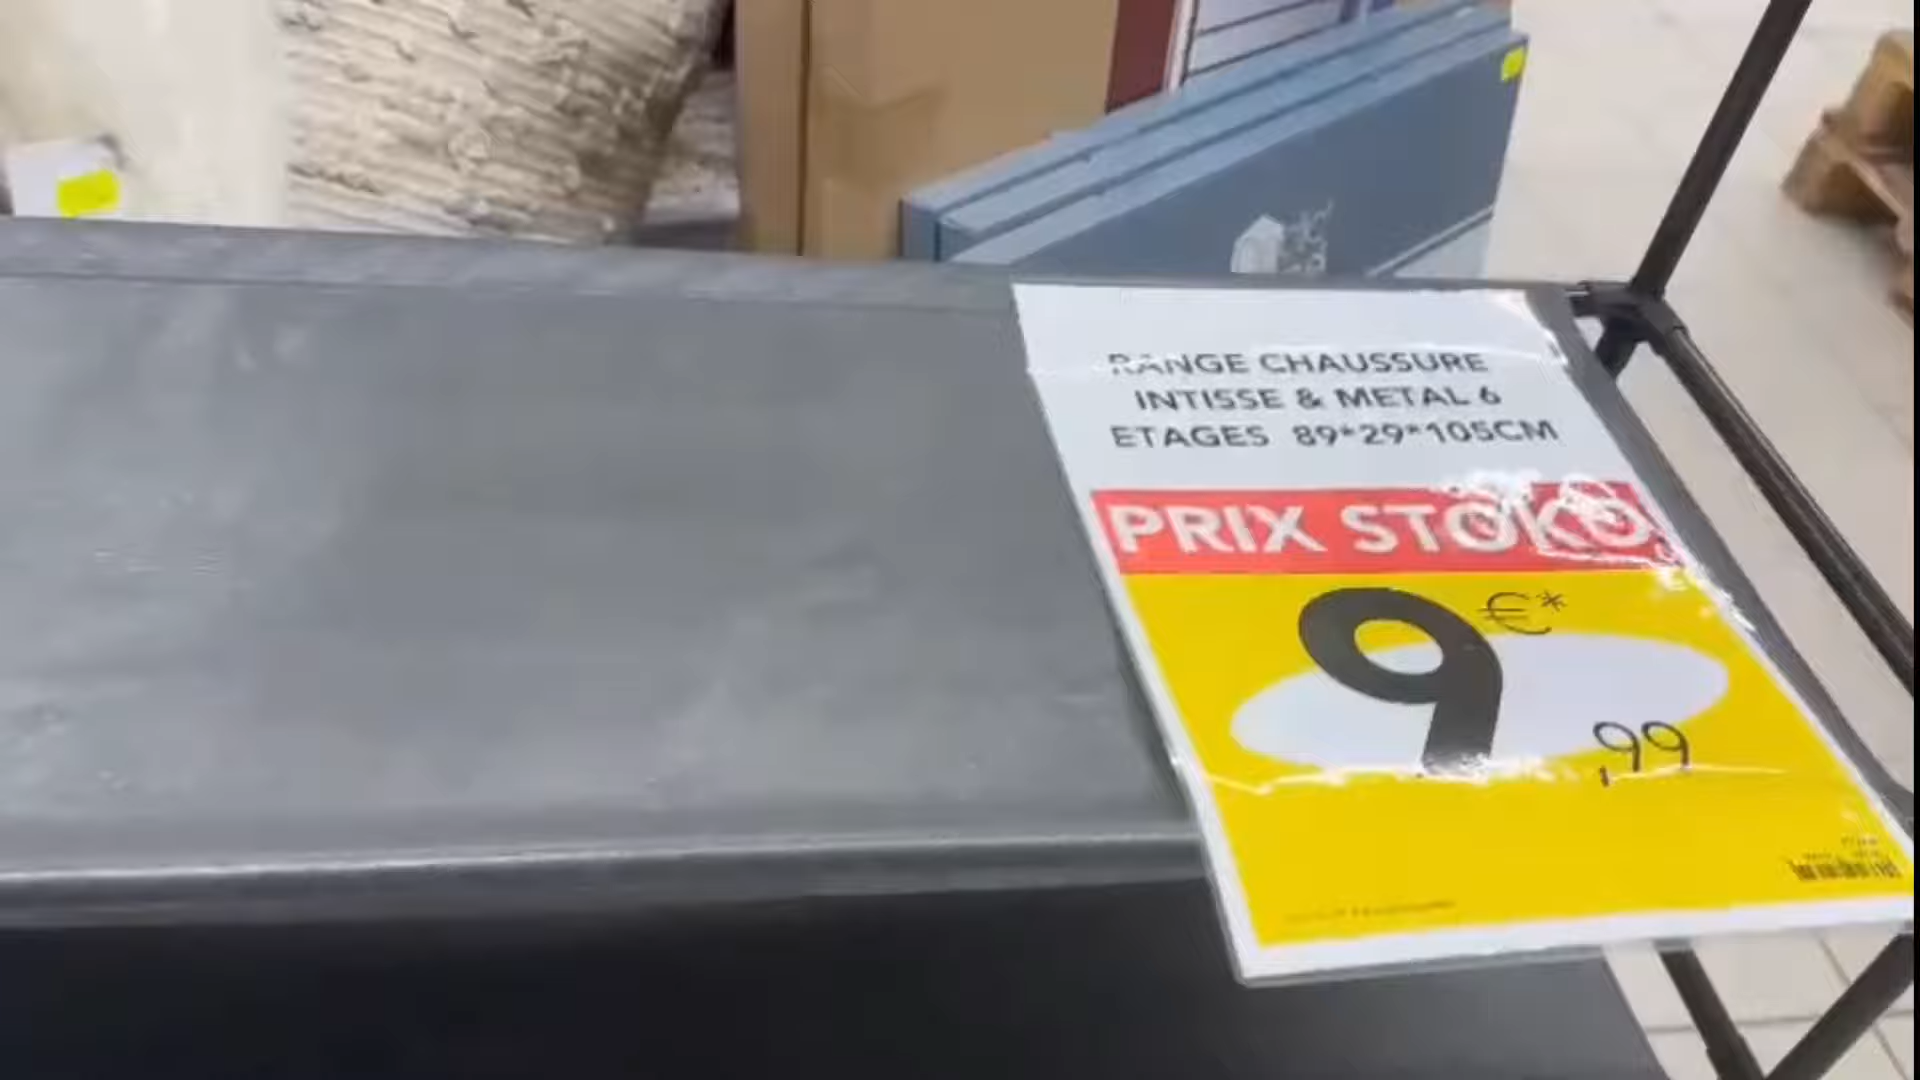 RANGE CHAUSSURE
INTISSE & METAL 6
ETAGES 89*29*105CM
PRIX STOKO
9€*
,99